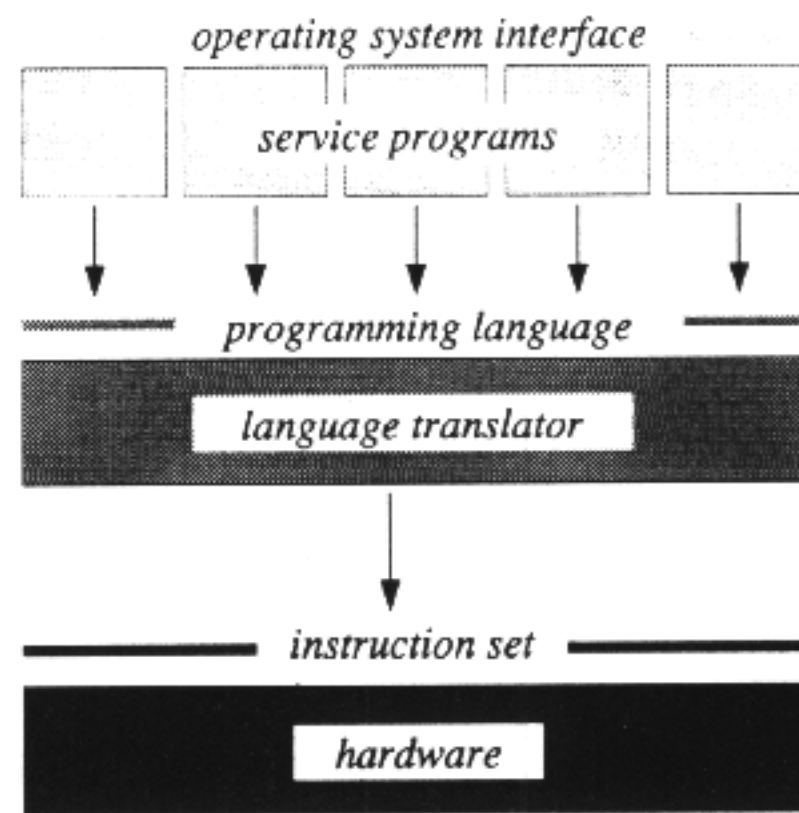 operating system interface
service programs
programming language
language translator
instruction set
hardware